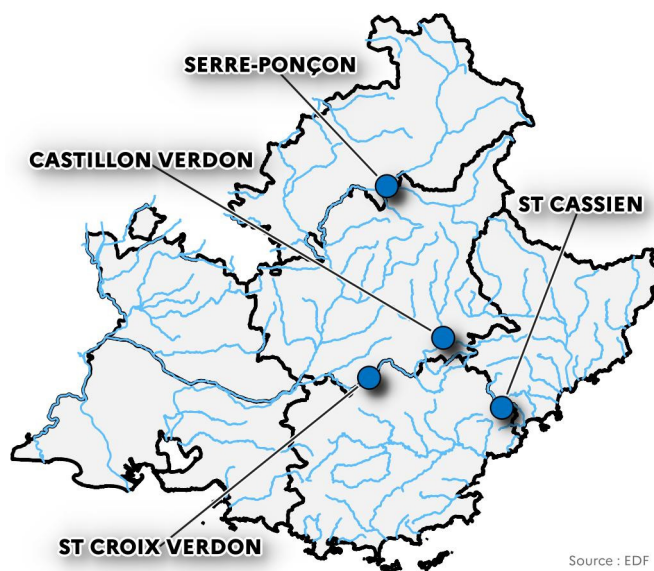 SERRE-PONÇON
CASTILLON VERDON
ST CASSIEN
ST CROIX VERDON
Source : EDF